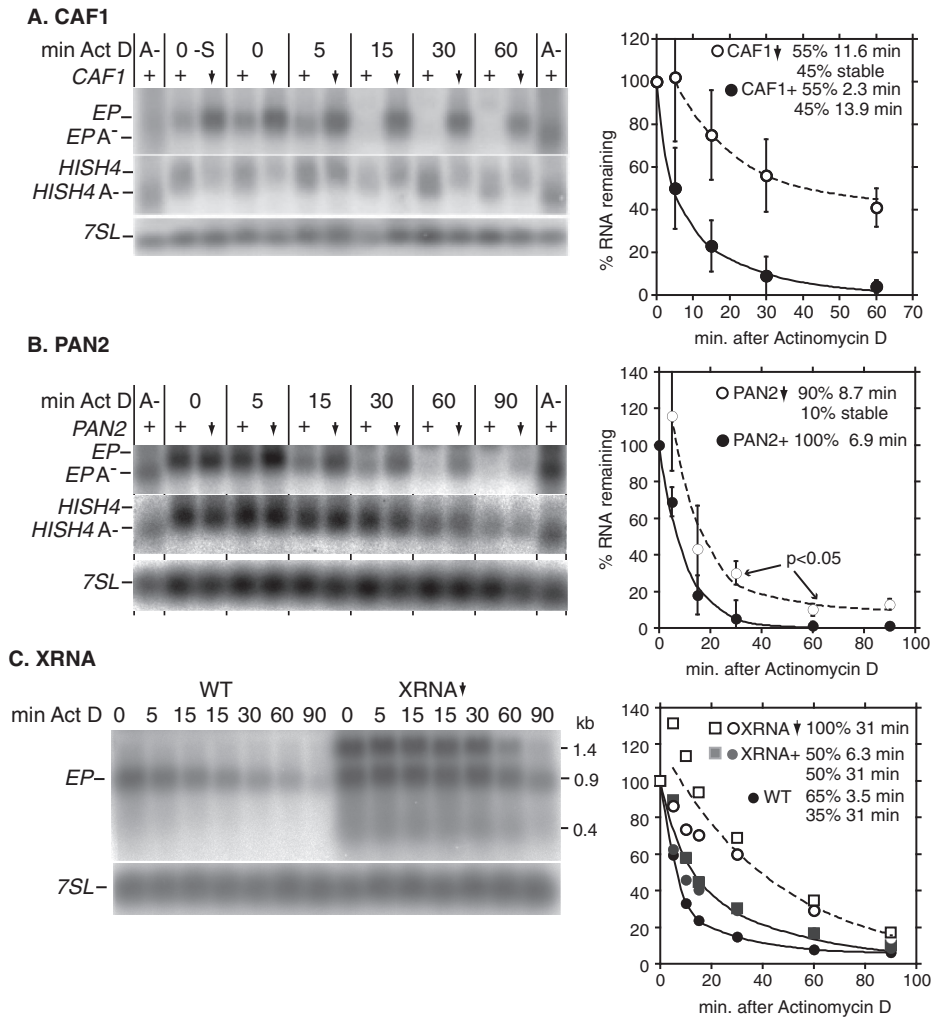 A. CAF1
min Act D A- 0 -S 0 5 15 30 60 A-
CAF1 + + + + + + + +
EP
EPA-
HISH4
HISH4 A-
7SL
120
100
80
60
40
20
0
0 10 20 30 40 50 60 70
% RNA remaining
min. after Actinomycin D
CAF1 55% 11.6 min
45% stable
CAF1+ 55% 2.3 min
45% 13.9 min
B. PAN2
min Act D A- 0 5 15 30 60 90 A-
PAN2 + + + + + + + +
EP
EPA-
HISH4
HISH4 A-
7SL
140
120
100
80
60
40
20
0
0 20 40 60 80 100
% RNA remaining
min. after Actinomycin D
PAN2 90% 8.7 min
10% stable
PAN2+ 100% 6.9 min
p<0.05
C. XRNA
WT XRNA
min Act D 0 5 15 15 30 60 90 0 5 15 15 30 60 90
kb
1.4
EP 0.9
0.4
7SL
140
120
100
80
60
40
20
0
0 20 40 60 80 100
min. after Actinomycin D
XRNA 100% 31 min
XRNA+ 50% 6.3 min
50% 31 min
WT 65% 3.5 min
35% 31 min